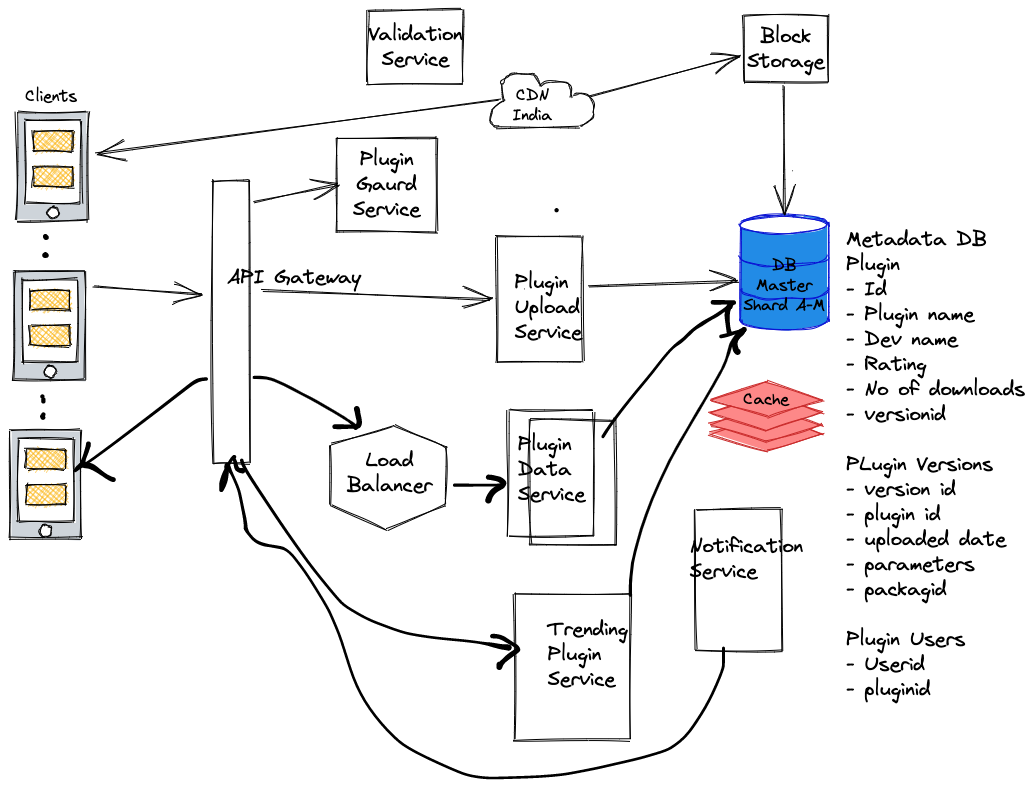 Validation
Service
Block
Storage
Clients
CDN
India
Plugin
Gaurd
Service
API Gateway
Plugin
Upload
Service
DB
Master
Shard A-M
Cache
Load
Balancer
Plugin
Data
Service
Notification
Service
Trending
Plugin
Service
Metadata DB
Plugin
- Id
- Plugin name
- Dev name
- Rating
- No of downloads
- versionid
PLugin Versions
- version id
- plugin id
- uploaded date
- parameters
- packagid
Plugin Users
- Userid
- pluginid